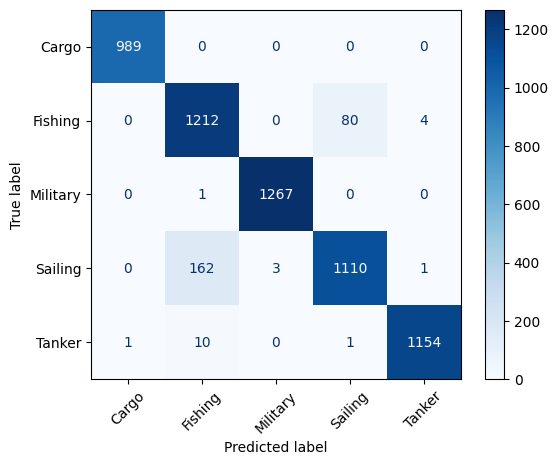 Cargo 989 0 0 0 0
Fishing 0 1212 0 80 4
Military 0 1 1267 0 0
Sailing 0 162 3 1110 1
Tanker 1 10 0 1 1154
Cargo Fishing Military Sailing Tanker
Predicted label
True label
1200
1000
800
600
400
200
0